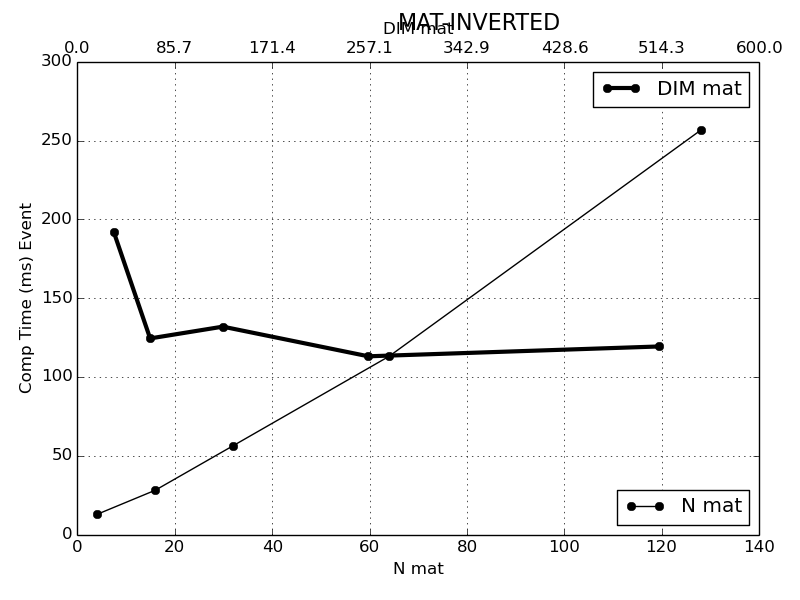 MAT-INVERTED
DIM mat
0.0 85.7 171.4 257.1 342.9 428.6 514.3 600.0
300
250
200
150
100
50
0
Comp Time (ms) Event
DIM mat
N mat
0 20 40 60 80 100 120 140
N mat